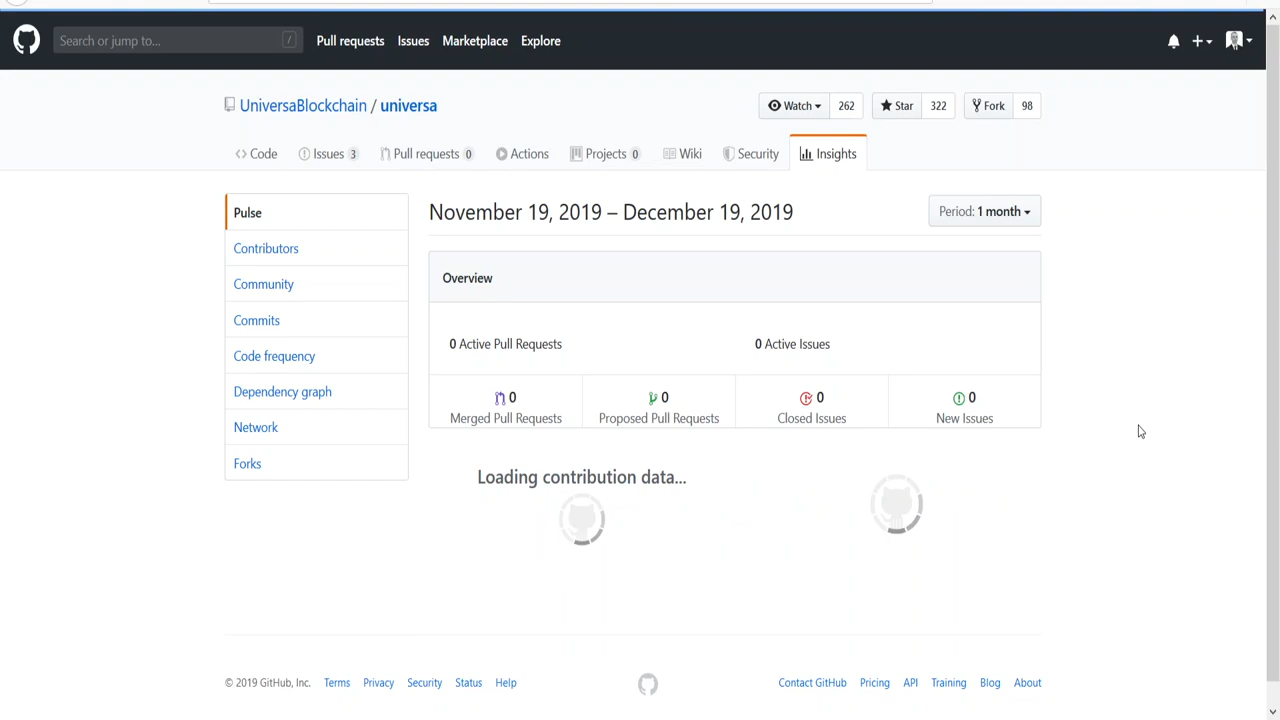 Search or jump to... /
Pull requests Issues Marketplace Explore
UniversaBlockchain / universa
Watch 262 Star 322 Fork 98
Code Issues 3 Pull requests 0 Actions Projects 0 Wiki Security Insights
Pulse
Contributors
Community
Commits
Code frequency
Dependency graph
Network
Forks
November 19, 2019 – December 19, 2019
Period: 1 month
Overview
0 Active Pull Requests
0 Active Issues
0
Merged Pull Requests
0
Proposed Pull Requests
0
Closed Issues
0
New Issues
Loading contribution data...
© 2019 GitHub, Inc. Terms Privacy Security Status Help
Contact GitHub Pricing API Training Blog About